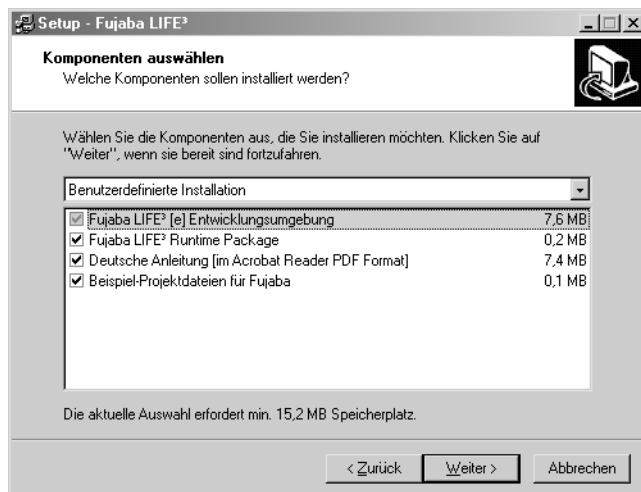 Setup - Fujaba LIFE³
Komponenten auswählen
Welche Komponenten sollen installiert werden?
Wählen Sie die Komponenten aus, die Sie installieren möchten. Klicken Sie auf
"Weiter", wenn sie bereit sind fortzufahren.
Benutzerdefinierte Installation
Fujaba LIFE³ [e] Entwicklungsumgebung 7,6 MB
Fujaba LIFE³ Runtime Package 0,2 MB
Deutsche Anleitung [im Acrobat Reader PDF Format] 7,4 MB
Beispiel-Projektdateien für Fujaba 0,1 MB
Die aktuelle Auswahl erfordert min. 15,2 MB Speicherplatz.
< Zurück Weiter > Abbrechen